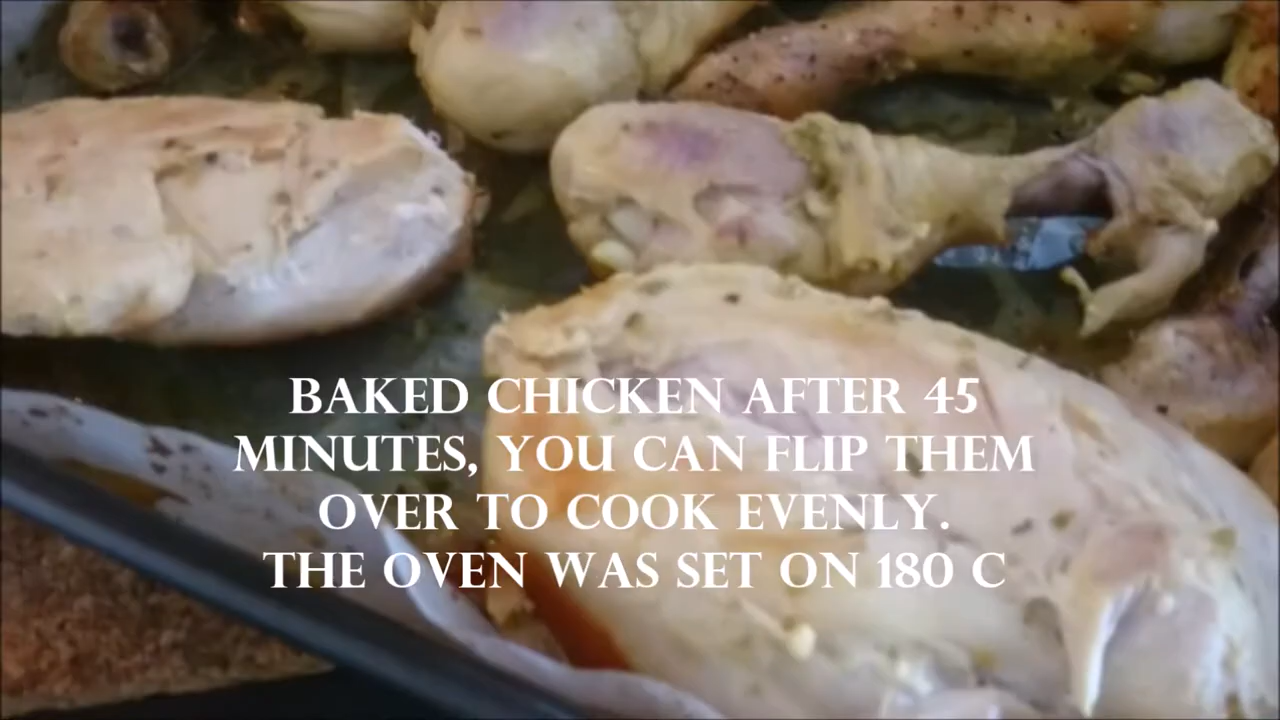 BAKED CHICKEN AFTER 45
MINUTES, YOU CAN FLIP THEM
OVER TO COOK EVENLY.
THE OVEN WAS SET ON 180 C